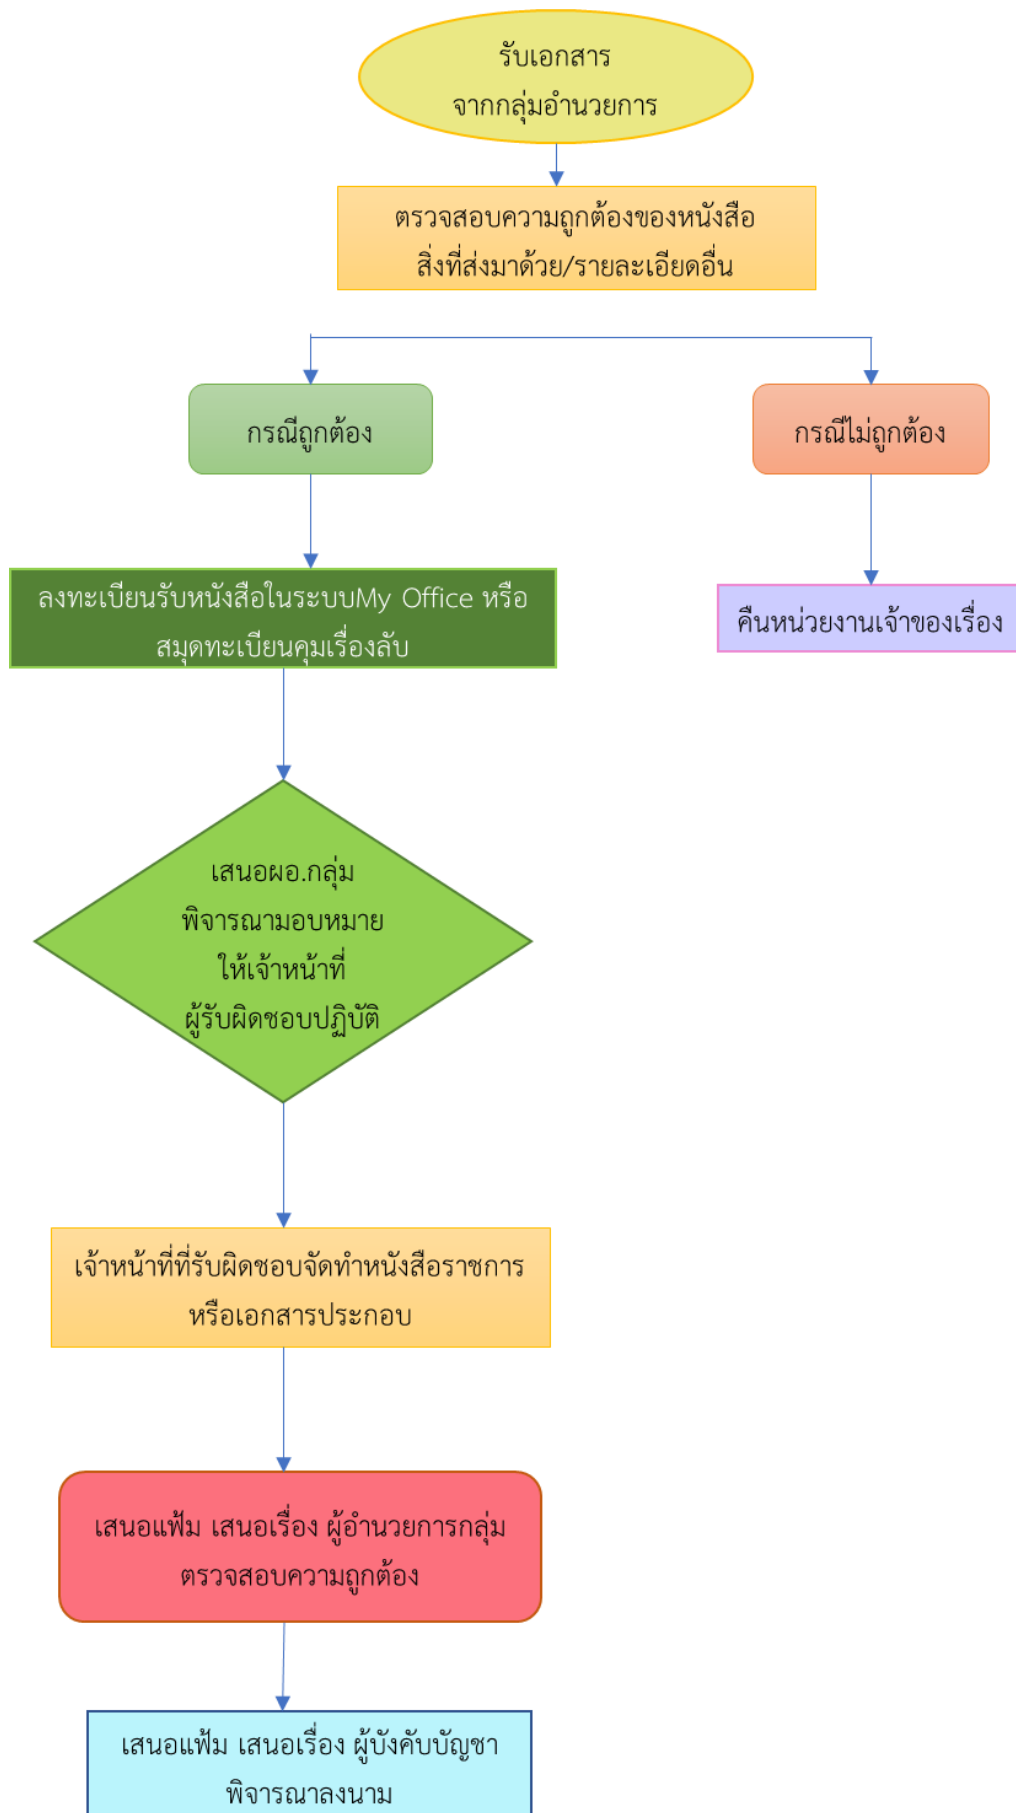 รับเอกสาร
จากกลุ่มอำนวยการ
ตรวจสอบความถูกต้องของหนังสือ
สิ่งที่ส่งมาด้วย/รายละเอียดอื่น
กรณีถูกต้อง
กรณีไม่ถูกต้อง
ลงทะเบียนรับหนังสือในระบบMy Office หรือ
สมุดทะเบียนคุมเรื่องลับ
คืนหน่วยงานเจ้าของเรื่อง
เสนอผอ.กลุ่ม
พิจารณามอบหมาย
ให้เจ้าหน้าที่
ผู้รับผิดชอบปฏิบัติ
เจ้าหน้าที่ที่รับผิดชอบจัดทำหนังสือราชการ
หรือเอกสารประกอบ
เสนอแฟ้ม เสนอเรื่อง ผู้อำนวยการกลุ่ม
ตรวจสอบความถูกต้อง
เสนอแฟ้ม เสนอเรื่อง ผู้บังคับบัญชา
พิจารณาลงนาม